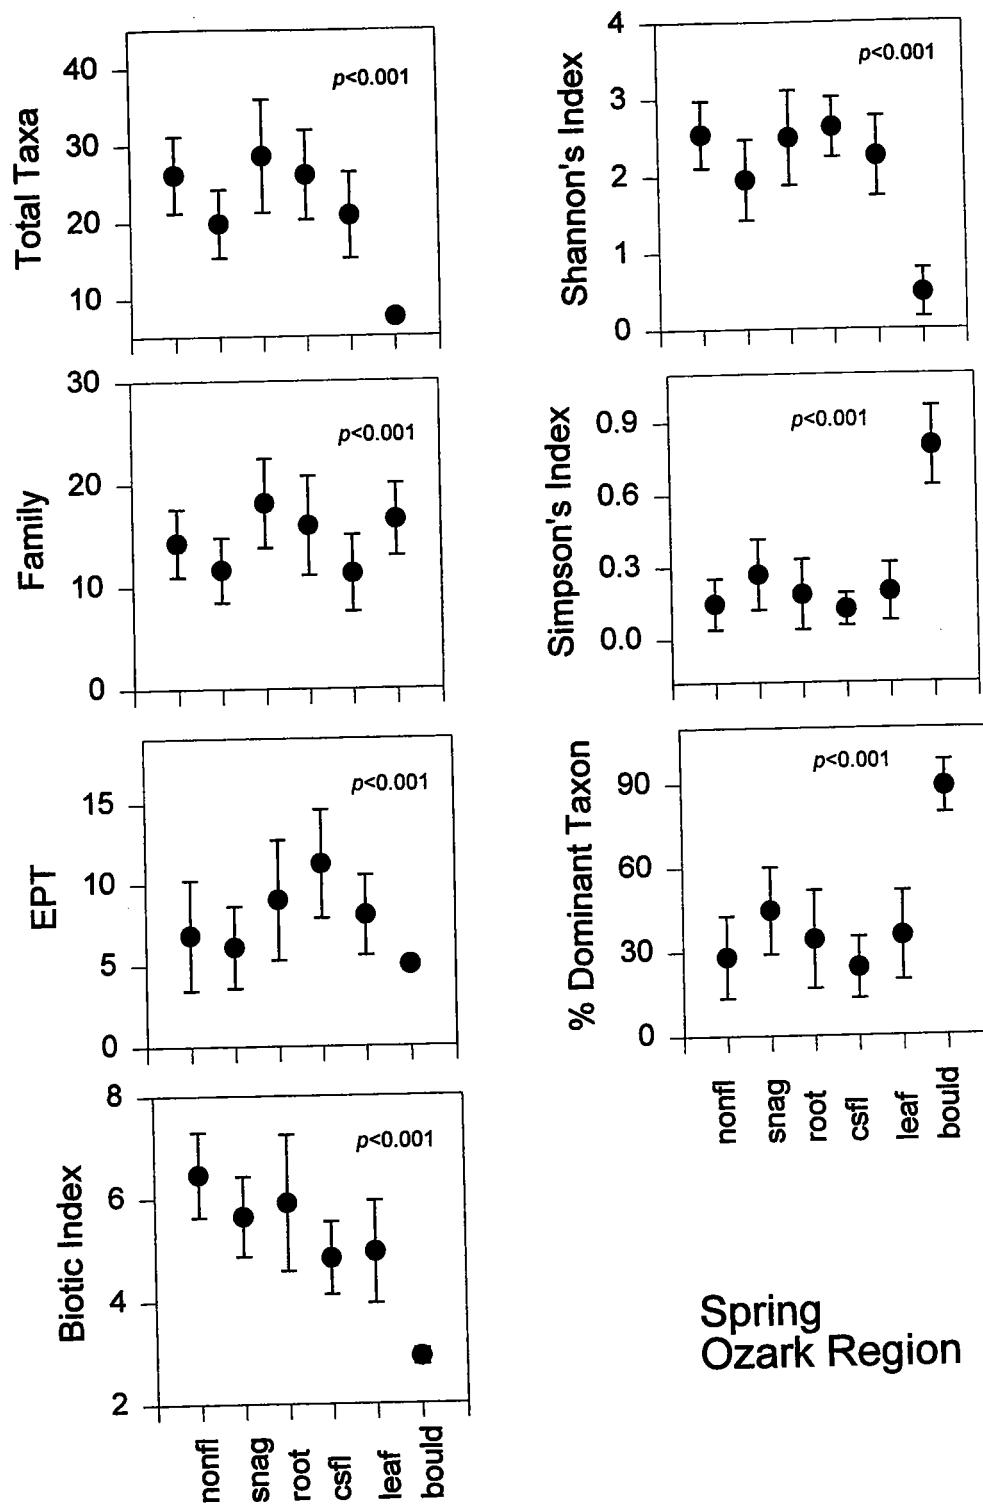 Total Taxa
40
30
20
10
p<0.001
Family
30
20
10
0
p<0.001
EPT
15
10
5
0
p<0.001
Biotic Index
8
6
4
2
p<0.001
nonfl
snag
root
csfl
leaf
bould
Shannon's Index
4
3
2
1
0
p<0.001
Simpson's Index
0.9
0.6
0.3
0.0
p<0.001
% Dominant Taxon
90
60
30
0
p<0.001
nonfl
snag
root
csfl
leaf
bould
Spring
Ozark Region